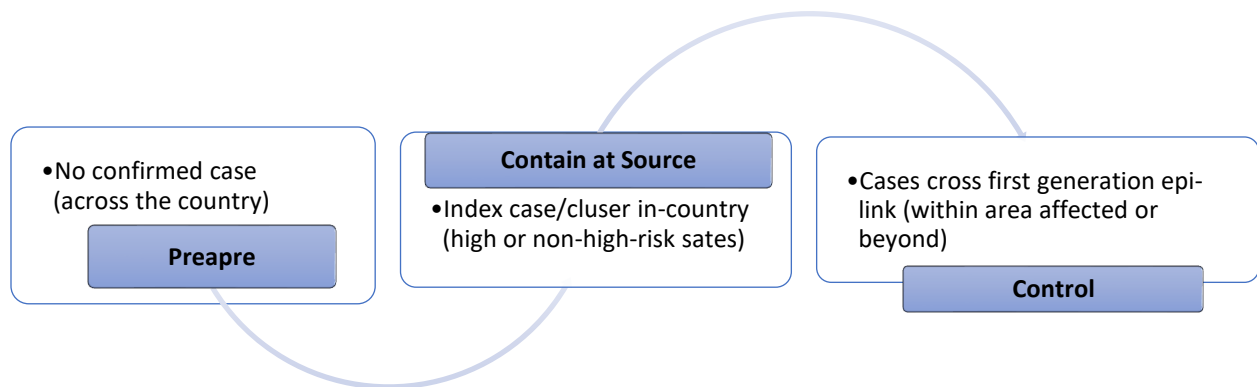 •No confirmed case
(across the country)
Preapre
Contain at Source
•Index case/cluser in-country
(high or non-high-risk sates)
•Cases cross first generation epi-
link (within area affected or
beyond)
Control